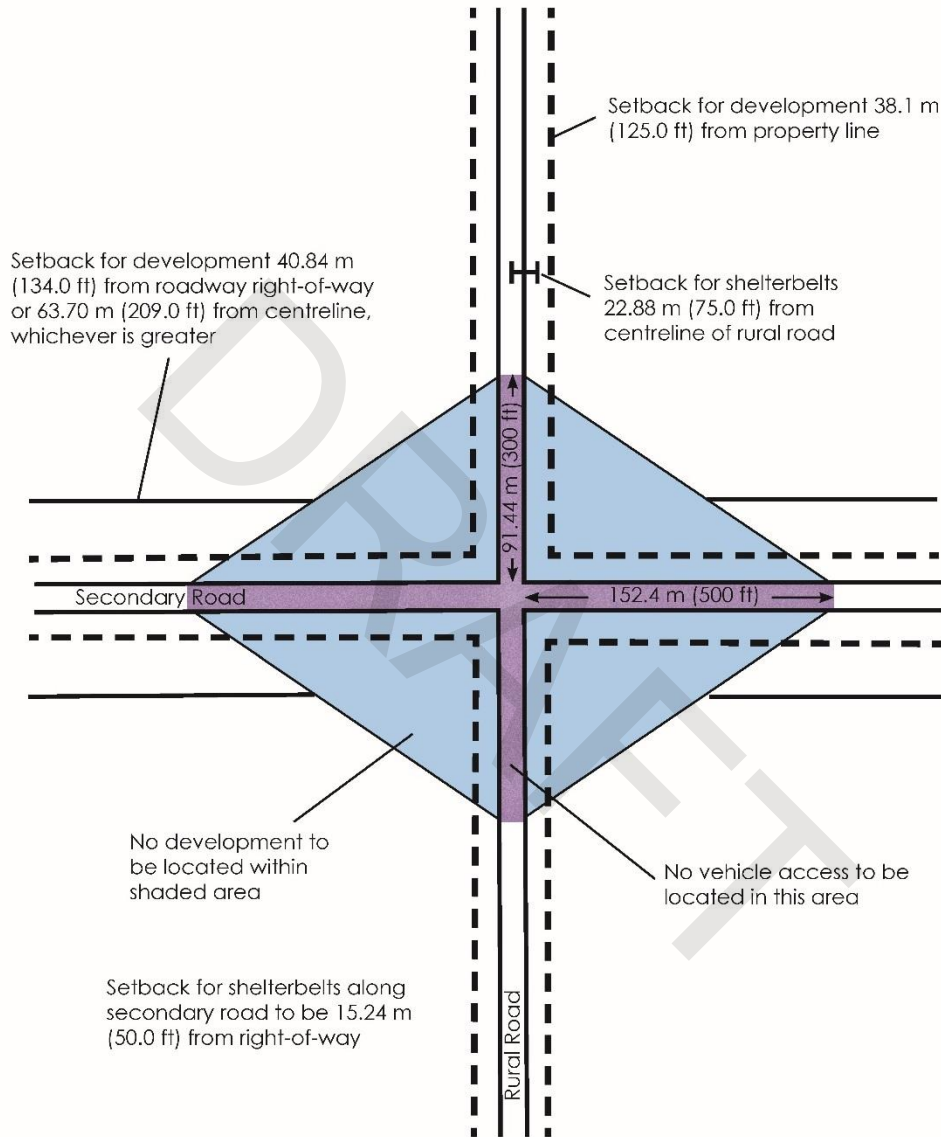 Setback for development 38.1 m
(125.0 ft) from property line
Setback for development 40.84 m
(134.0 ft) from roadway right-of-way
or 63.70 m (209.0 ft) from centreline,
whichever is greater
Setback for shelterbelts
22.88 m (75.0 ft) from
centreline of rural road
91.44 m (300 ft)
Secondary Road
152.4 m (500 ft)
No development to
be located within
shaded area
No vehicle access to be
located in this area
Setback for shelterbelts along
secondary road to be 15.24 m
(50.0 ft) from right-of-way
Rural Road
DRAFT